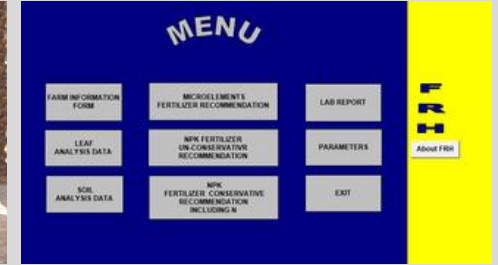 MENU
FARM INFORMATION
FORM
MICROELEMENTS
FERTILIZER RECOMMENDATION
LAB REPORT
LEAF
ANALYSIS DATA
NPK FERTILIZER
UN-CONSERVATIVR
RECOMMENDATION
PARAMETERS
SOIL
ANALYSIS DATA
NPK
FERTILIZER CONSERVATIVE
RECOMMENDATION
INCLUDING N
EXIT
F
R
H
About FRH